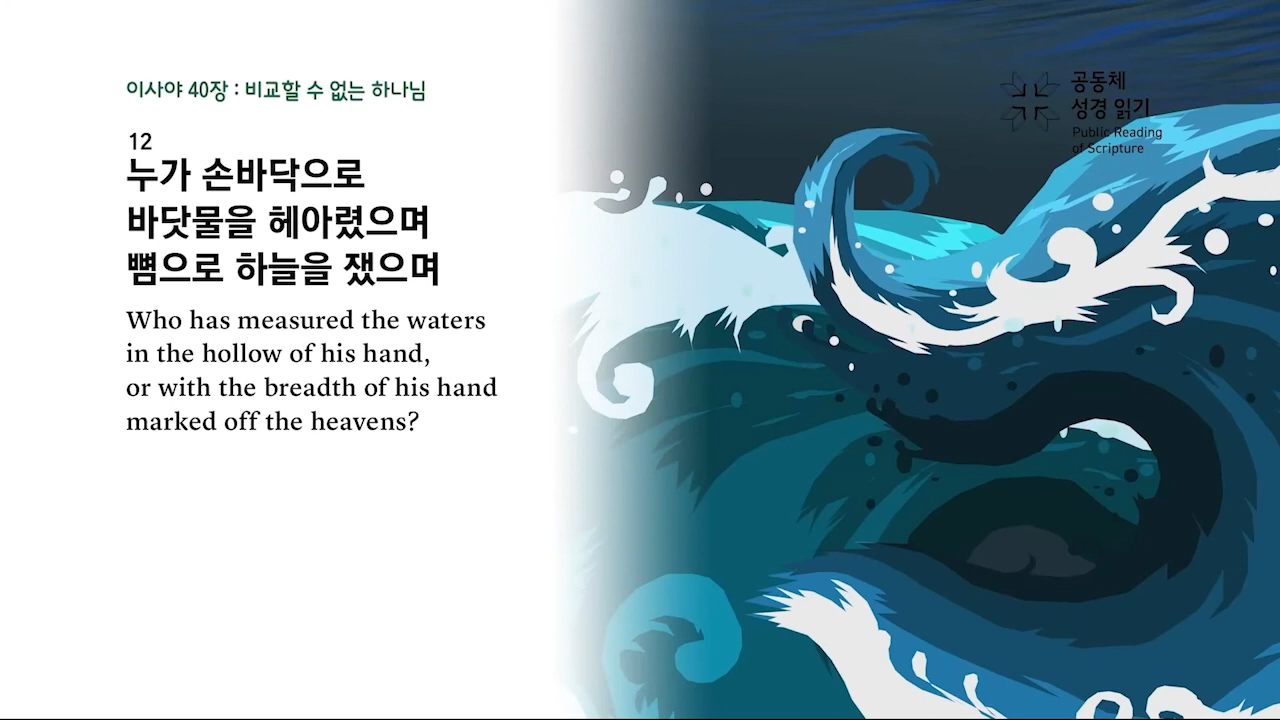 이사야 40장 : 비교할 수 없는 하나님
12
누가 손바닥으로
바닷물을 헤아렸으며
뼘으로 하늘을 쟀으며
Who has measured the waters
in the hollow of his hand,
or with the breadth of his hand
marked off the heavens?
공동체
성경 읽기
Public Reading
of Scripture